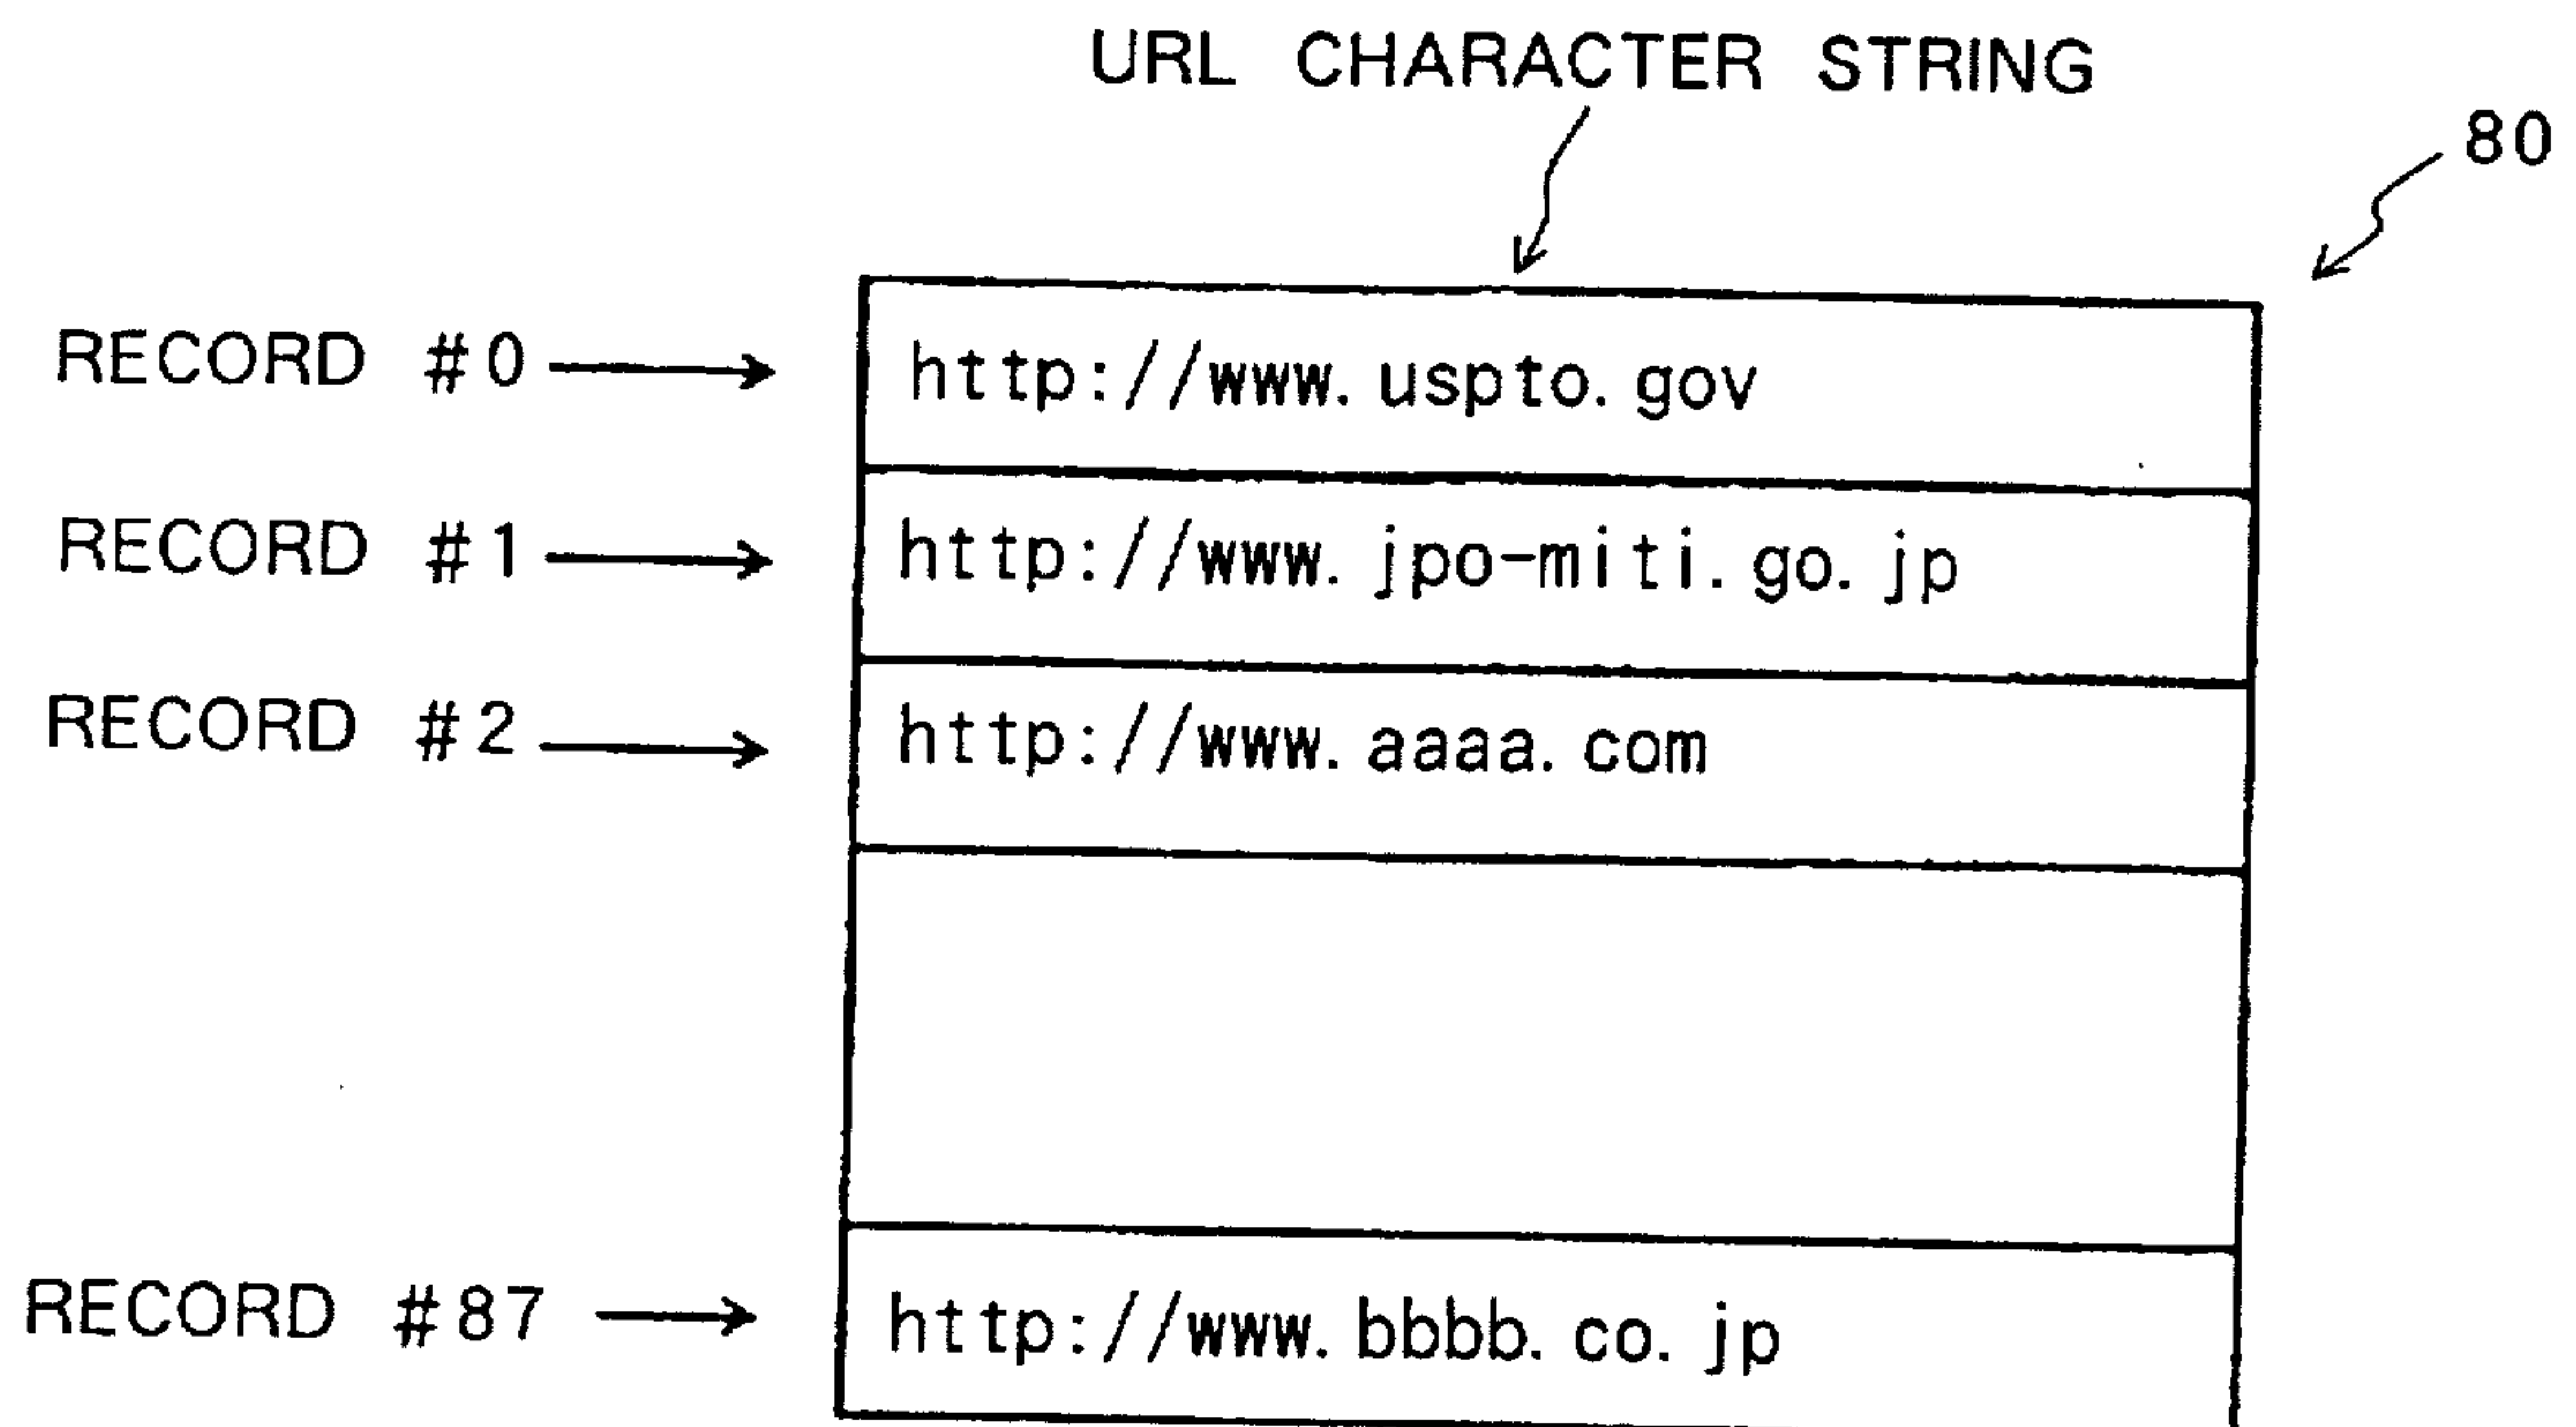 URL CHARACTER STRING
80
RECORD #0 http://www.uspto.gov
RECORD #1 http://www.jpo-miti.go.jp
RECORD #2 http://www.aaaa.com
RECORD #87 http://www.bbbb.co.jp